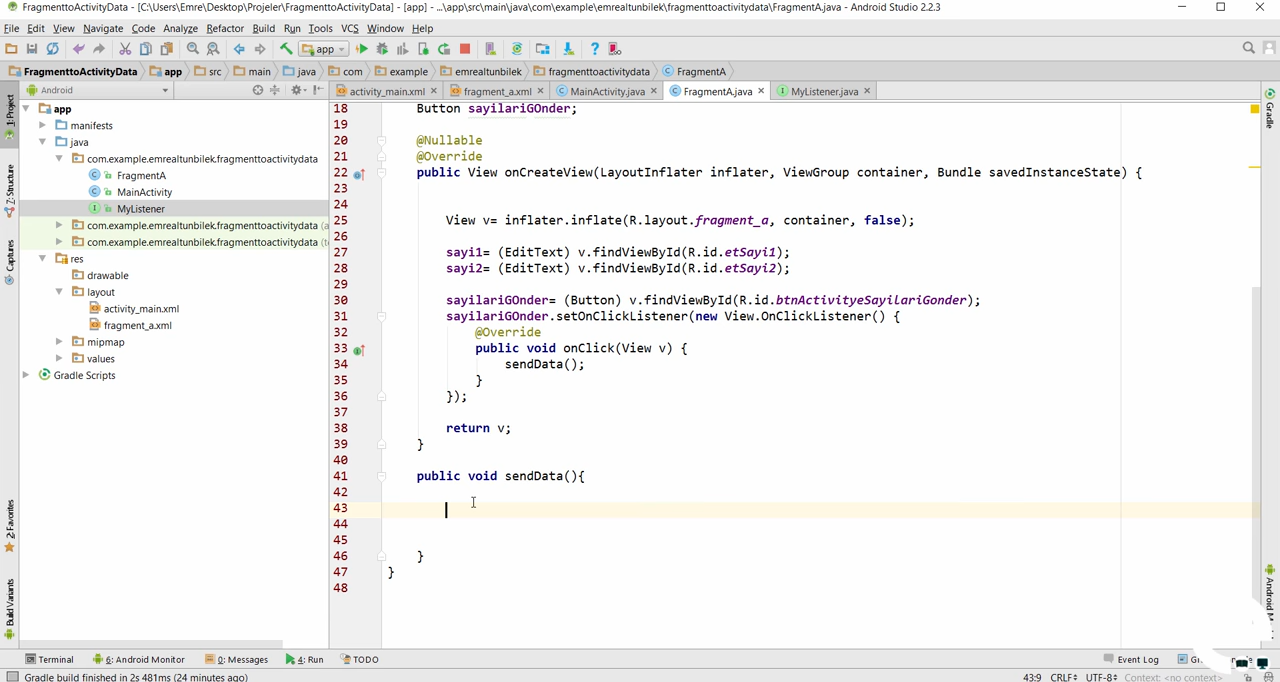 FragmenttoActivityData - [C:\Users\Emre\Desktop\Projeler\FragmenttoActivityData] - [app] - ...\app\src\main\java\com\example\emrealtunbilek\fragmenttoactivitydata\FragmentA.java - Android Studio 2.2.3
File Edit View Navigate Code Analyze Refactor Build Run Tools VCS Window Help
app
FragmenttoActivityData app src main java com example emrealtunbilek fragmenttoactivitydata FragmentA
Android
activity_main.xml fragment_a.xml MainActivity.java FragmentA.java MyListener.java
1: Project
Z: Structure
Captures
2: Favorites
Build Variants
Gradle
app
manifests
java
com.example.emrealtunbilek.fragmenttoactivitydata
FragmentA
MainActivity
MyListener
com.example.emrealtunbilek.fragmenttoactivitydata (a
com.example.emrealtunbilek.fragmenttoactivitydata (t
res
drawable
layout
activity_main.xml
fragment_a.xml
mipmap
values
Gradle Scripts
18 Button sayilariGOnder;
19
20 @Nullable
21 @Override
22 public View onCreateView(LayoutInflater inflater, ViewGroup container, Bundle savedInstanceState) {
23
24
25 View v= inflater.inflate(R.layout.fragment_a, container, false);
26
27 sayi1= (EditText) v.findViewById(R.id.etSayi1);
28 sayi2= (EditText) v.findViewById(R.id.etSayi2);
29
30 sayilariGOnder= (Button) v.findViewById(R.id.btnActivityeSayilariGonder);
31 sayilariGOnder.setOnClickListener(new View.OnClickListener() {
32 @Override
33 public void onClick(View v) {
34 sendData();
35 }
36 });
37
38 return v;
39 }
40
41 public void sendData(){
42
43
44
45
46 }
47 }
48
Terminal 6: Android Monitor 0: Messages 4: Run TODO Event Log
Gradle build finished in 2s 481ms (24 minutes ago) 43:9 CRLF UTF-8 Context: <no context>